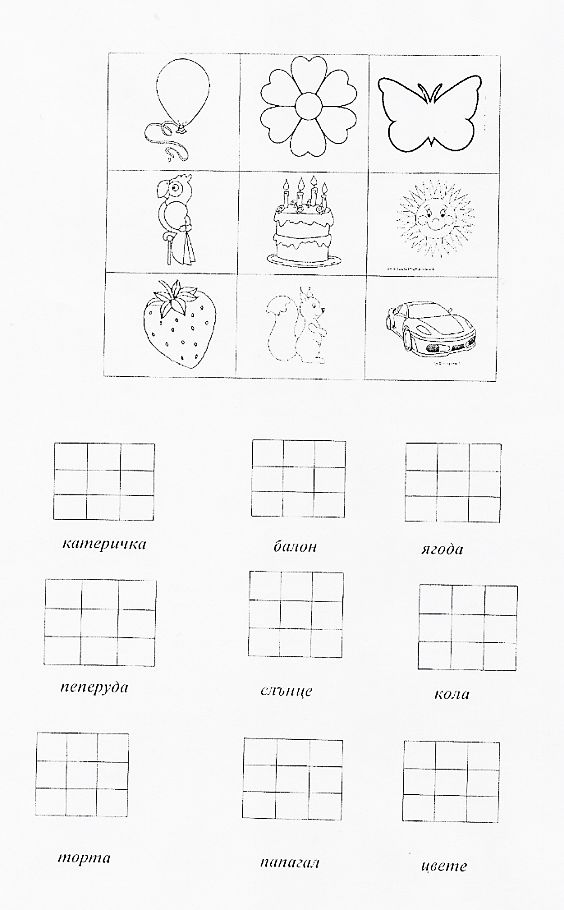 катеричка балон ягода
пеперуда слънце кола
торта папагал цвете